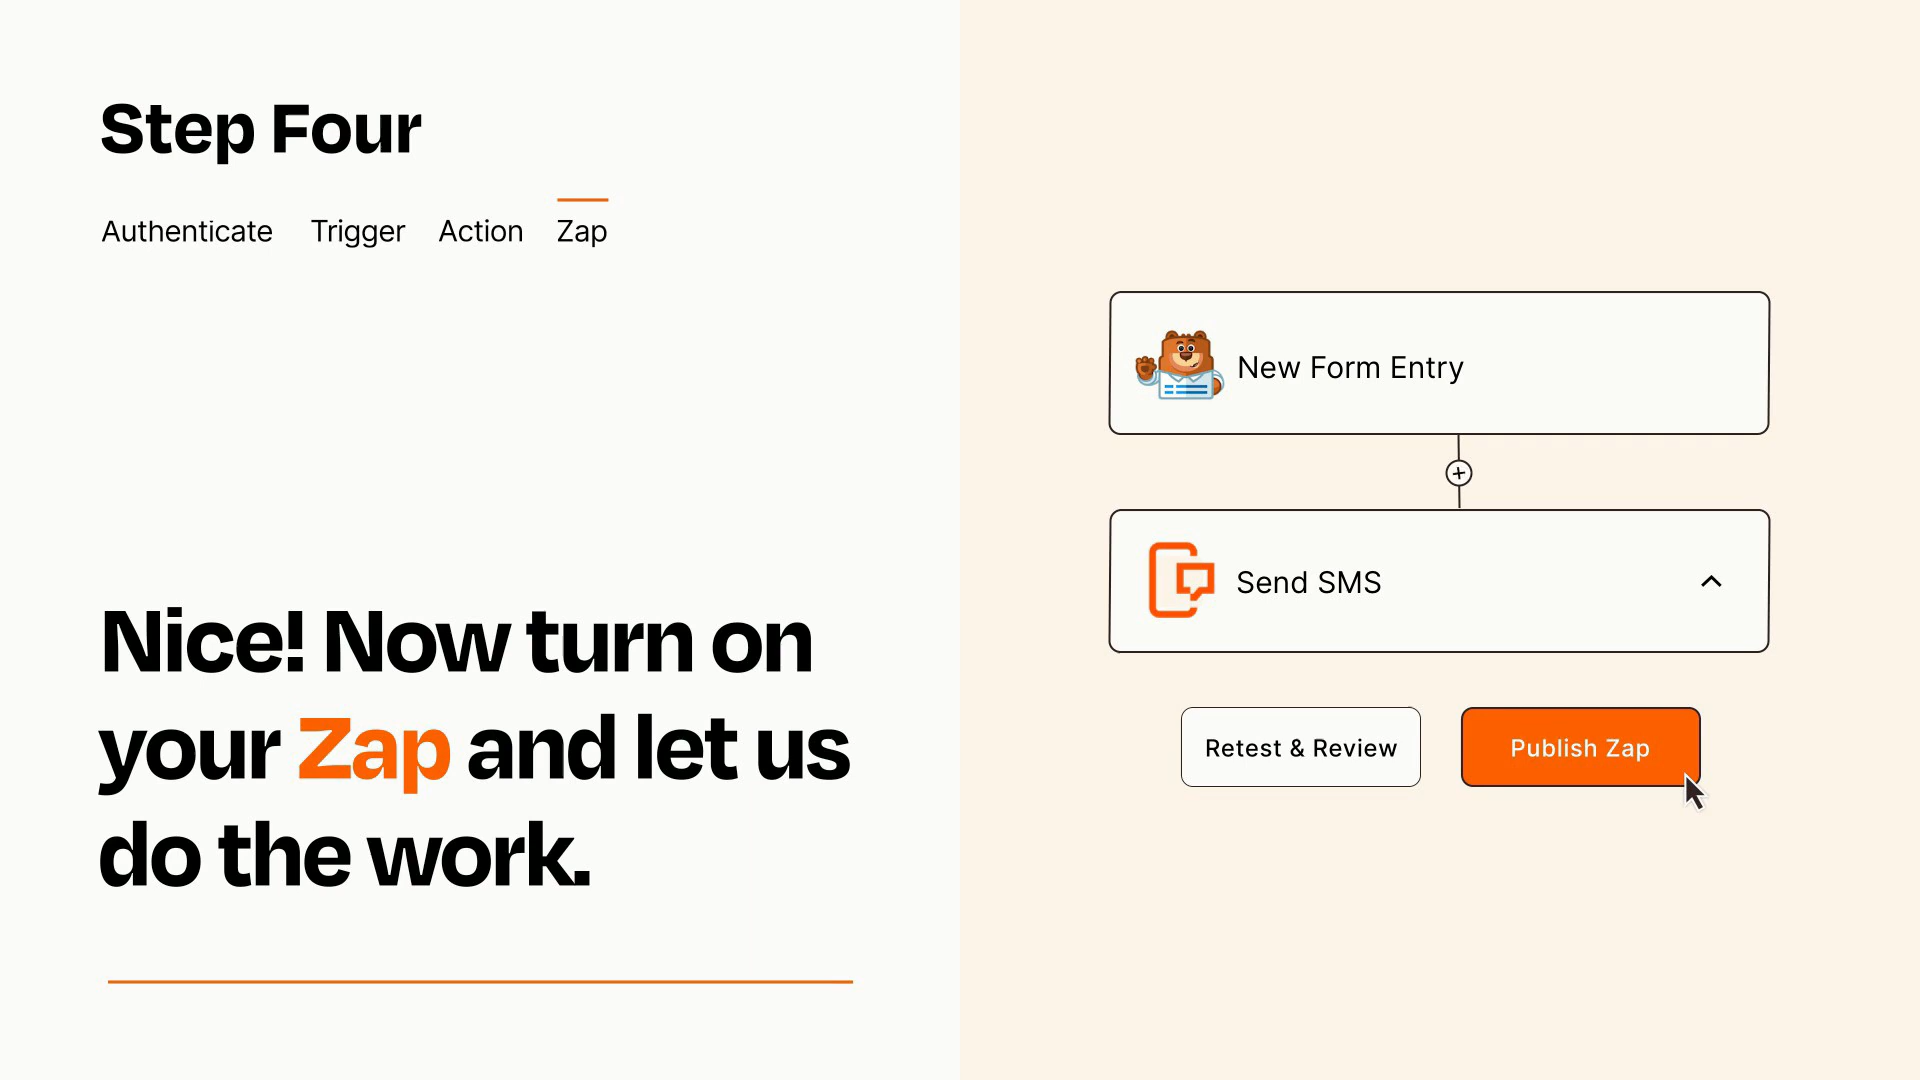 Step Four
Authenticate Trigger Action Zap
Nice! Now turn on
your Zap and let us
do the work.
New Form Entry
Send SMS
Retest & Review
Publish Zap